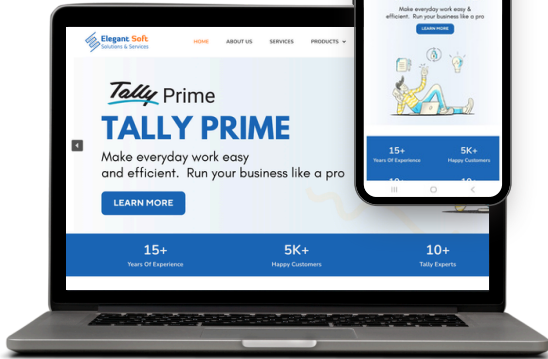 Elegant Soft
Solutions & Services
HOME
ABOUT US
SERVICES
PRODUCTS
Tally Prime
TALLY PRIME
Make everyday work easy
and efficient. Run your business like a pro
LEARN MORE
15+
Years Of Experience
5K+
Happy Customers
10+
Tally Experts
Make everyday work easy &
efficient. Run your business like a pro
LEARN MORE
15+
Years Of Experience
5K+
Happy Customers